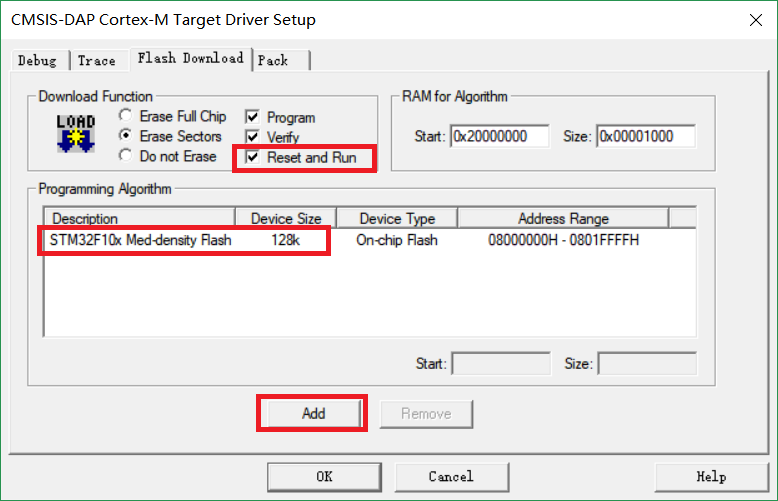 CMSIS-DAP Cortex-M Target Driver Setup
Debug Trace Flash Download Pack
Download Function
LOAD
Erase Full Chip
Erase Sectors
Do not Erase
Program
Verify
Reset and Run
RAM for Algorithm
Start: 0x20000000 Size: 0x00001000
Programming Algorithm
Description Device Size Device Type Address Range
STM32F10x Med-density Flash 128k On-chip Flash 08000000H - 0801FFFFH
Start: Size:
Add Remove
OK Cancel Help